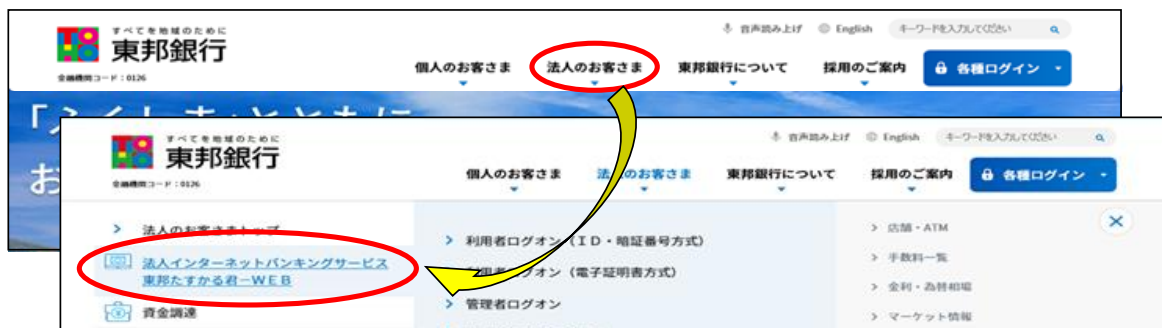 すべてを地域のために
東邦銀行
金融機関コード：0126
音声読み上げ
English
キーワードを入力してください
個人のお客さま
法人のお客さま
東邦銀行について
採用のご案内
各種ログイン
すべてを地域のために
東邦銀行
金融機関コード：0126
音声読み上げ
English
キーワードを入力してください
個人のお客さま
法人のお客さま
東邦銀行について
採用のご案内
各種ログイン
法人のお客さまトップ
法人インターネットバンキングサービス
東邦たすかる君－ＷＥＢ
資金調達
利用者ログオン（ＩＤ・暗証番号方式）
利用者ログオン（電子証明書方式）
管理者ログオン
店舗・ATM
手数料一覧
金利・為替相場
マーケット情報